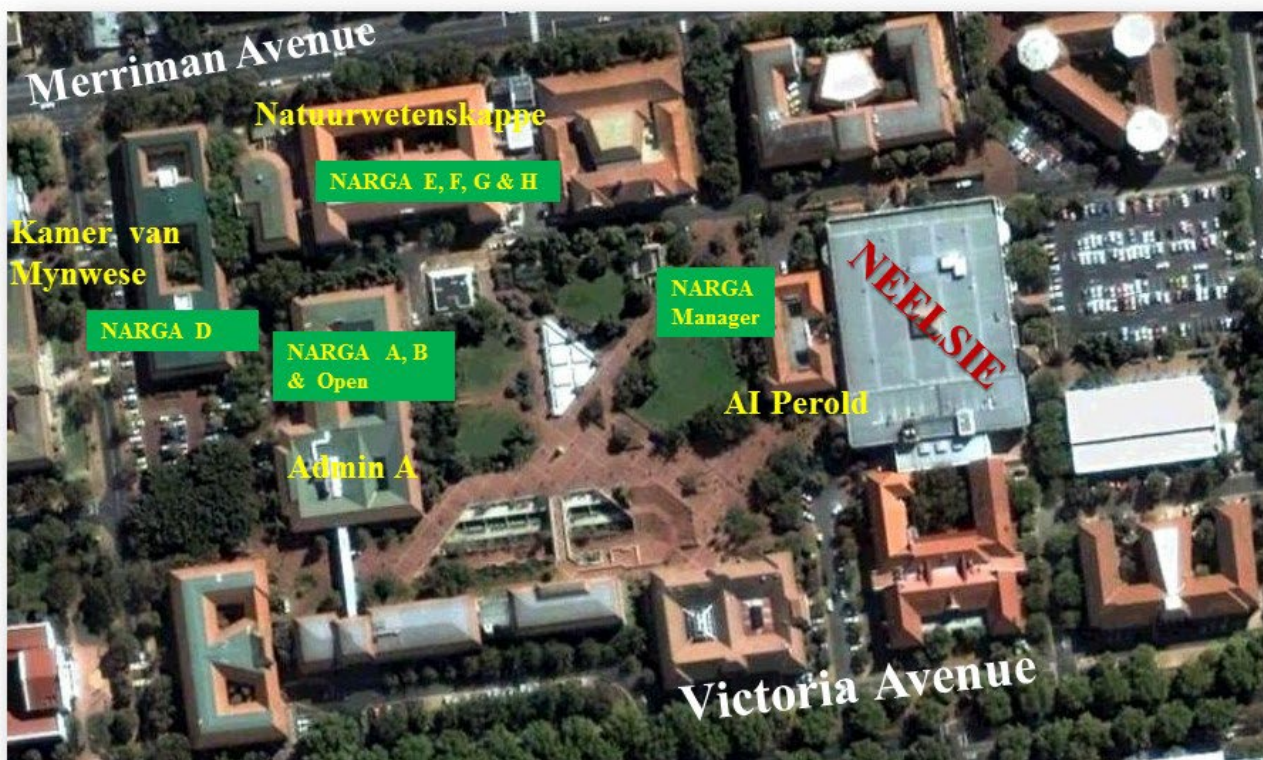 Merriman Avenue
Natuurwetenskappe
NARGA E, F, G & H
Kamer van
Mynwese
NARGA D
NARGA A, B
& Open
NARGA
Manager
NEELSIE
AI Perold
Admin A
Victoria Avenue